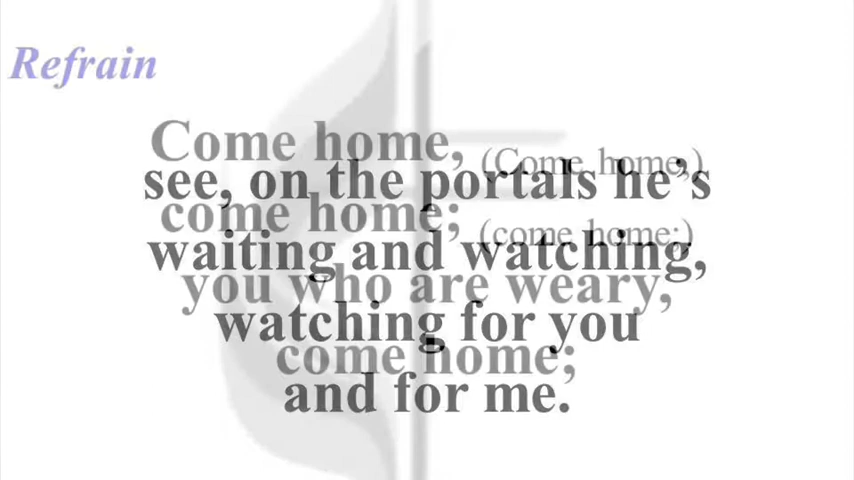 Refrain
Come home, (Come home,)
see, on the portals he's
come home; (come home;)
waiting and watching,
you who are weary,
watching for you
come home;
and for me.